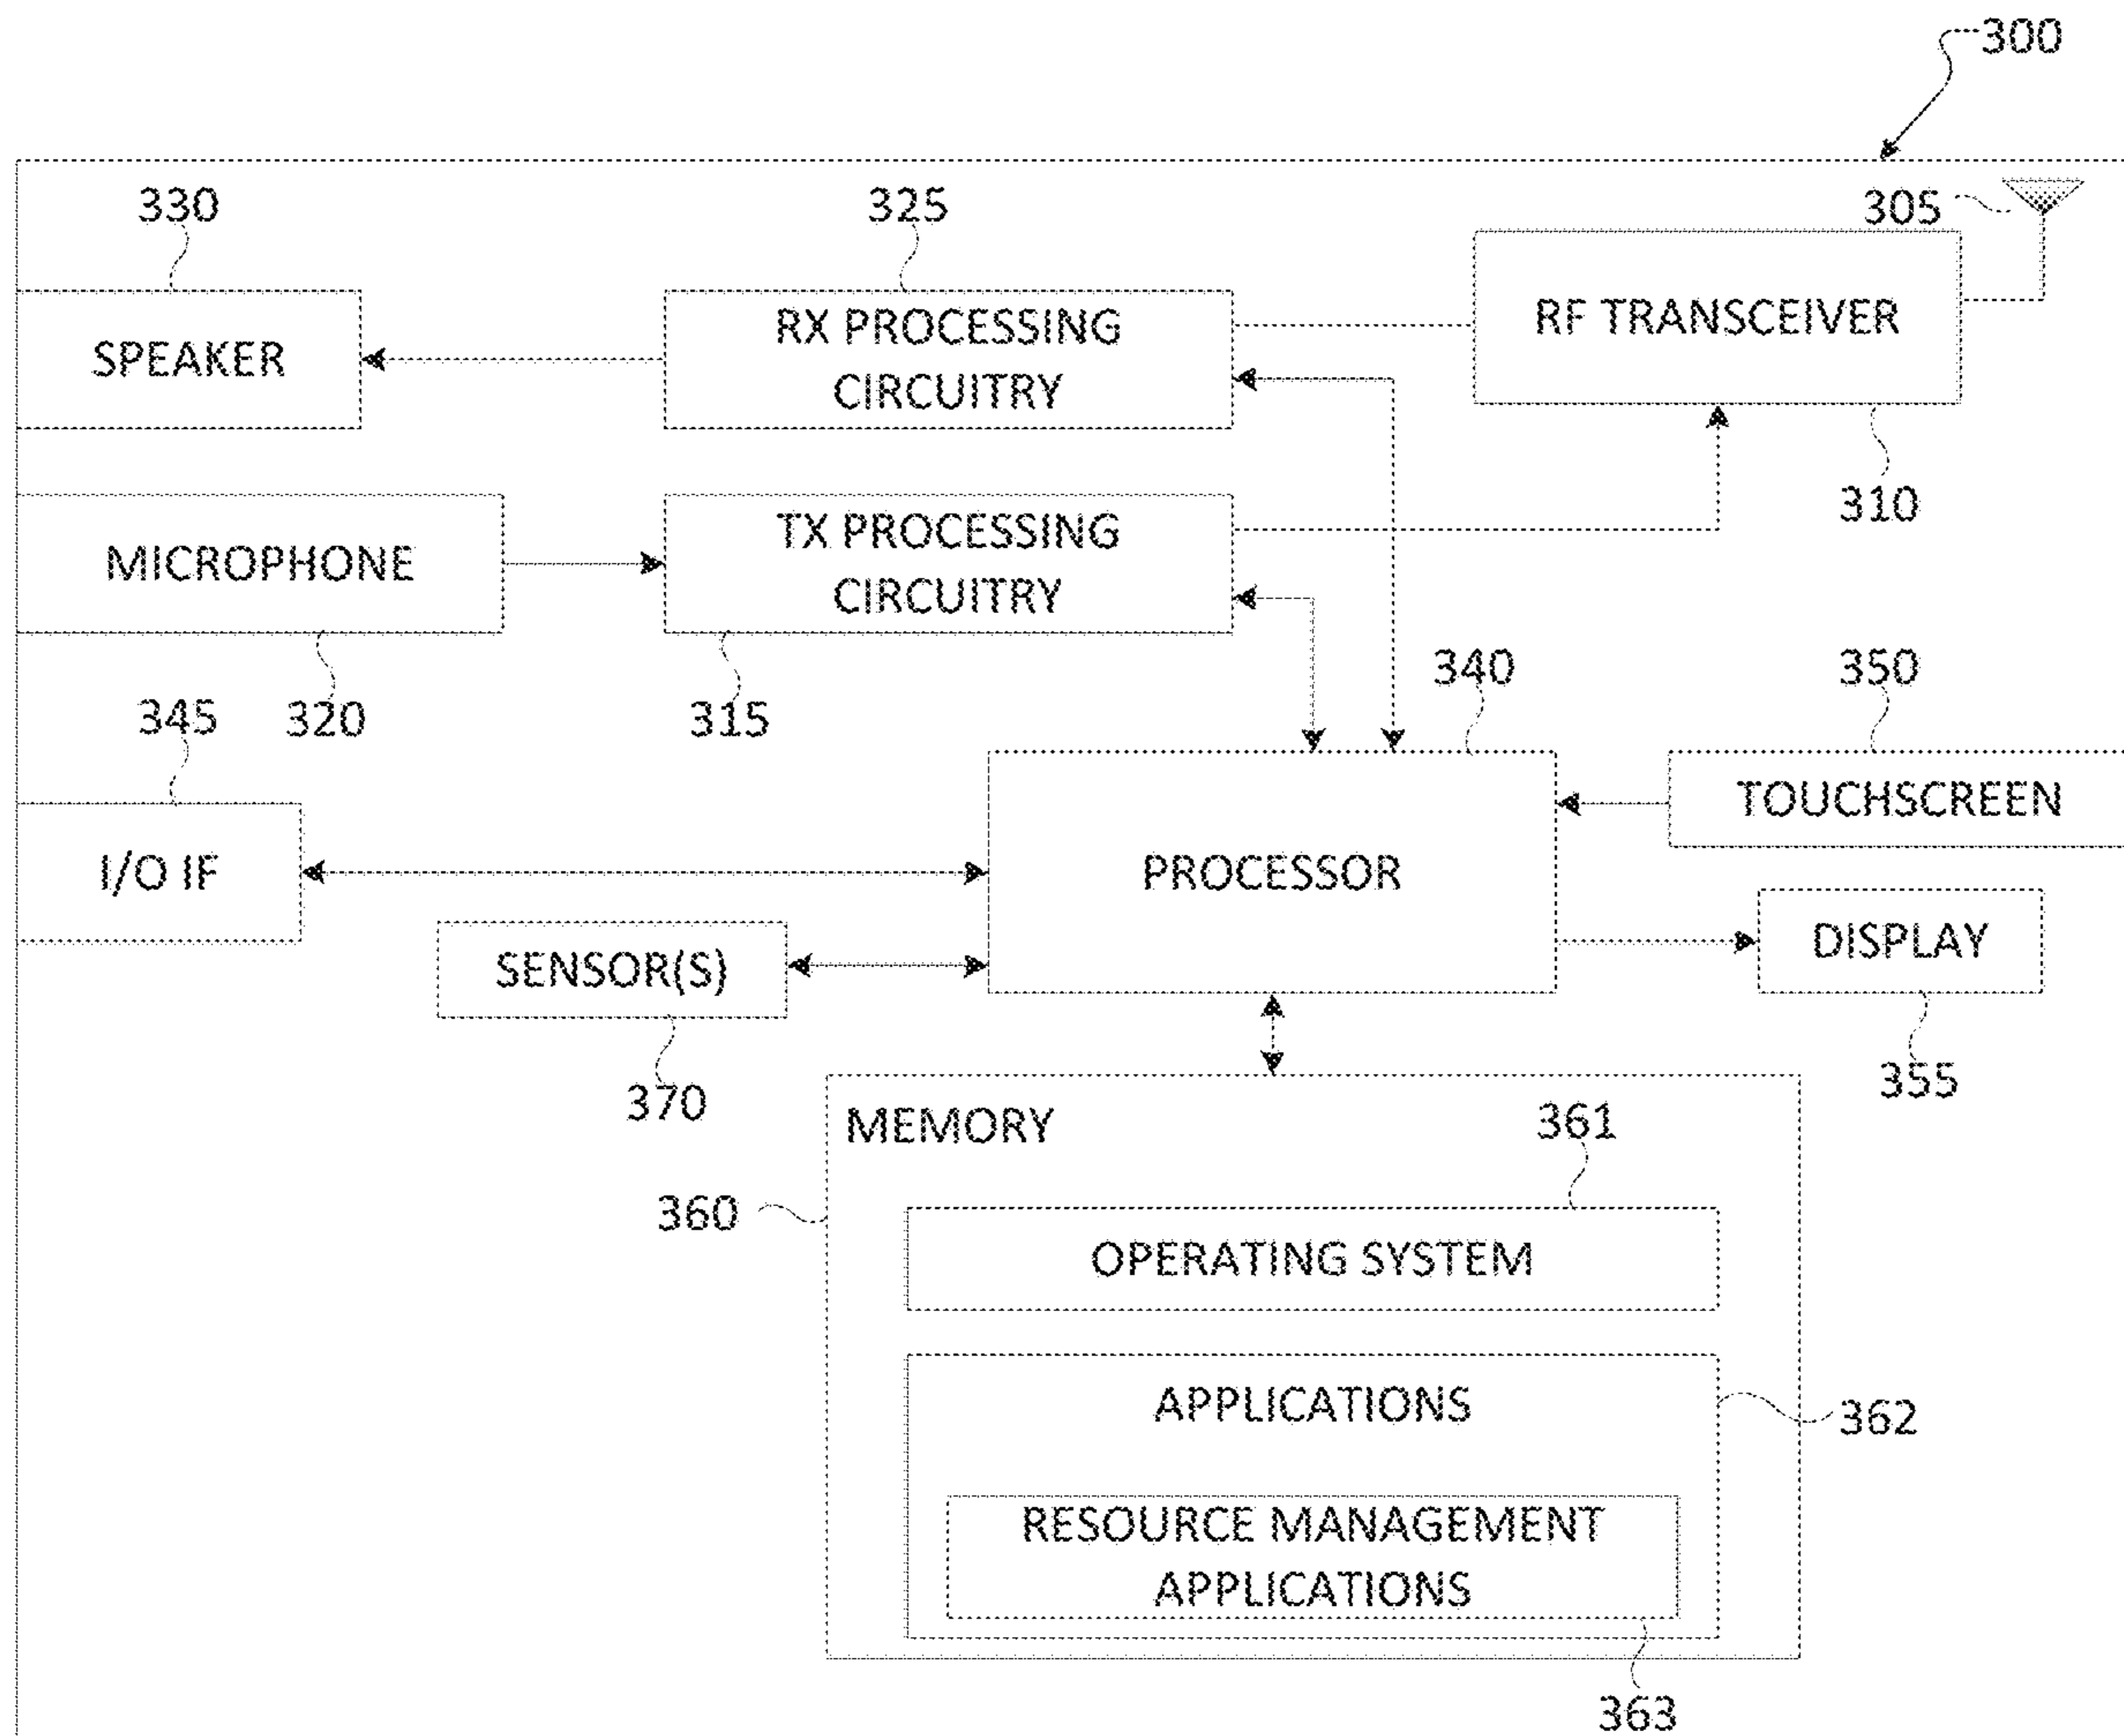 300
330
325
305
SPEAKER
RX PROCESSING
CIRCUITRY
RF TRANSCEIVER
310
MICROPHONE
TX PROCESSING
CIRCUITRY
345
320
315
340
350
I/O IF
PROCESSOR
TOUCHSCREEN
SENSOR(S)
DISPLAY
370
355
MEMORY
361
360
OPERATING SYSTEM
APPLICATIONS
362
RESOURCE MANAGEMENT
APPLICATIONS
363